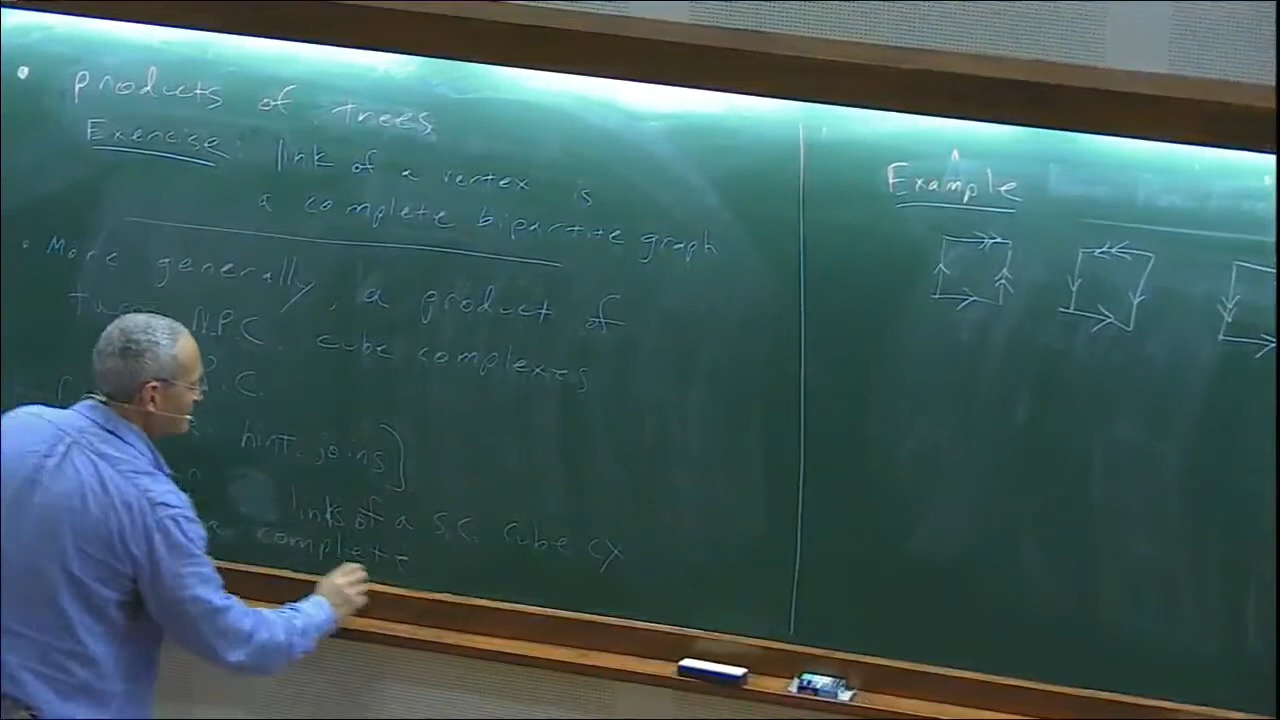 • products of trees
Exercise: link of a vertex is
a complete bipartite graph
• More generally, a product of
N.P.C. cube complexes
.C.
hint: joins]
links of a S.C. cube cx
complete
Example